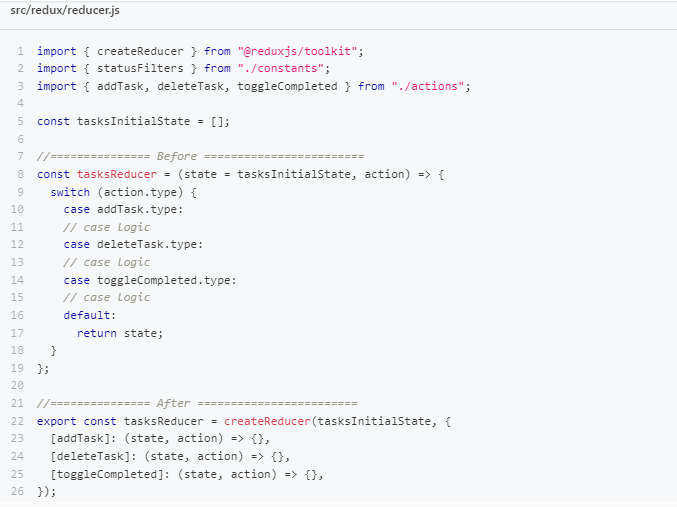 src/redux/reducer.js
1 import { createReducer } from "@reduxjs/toolkit";
2 import { statusFilters } from "./constants";
3 import { addTask, deleteTask, toggleCompleted } from "./actions";
4
5 const tasksInitialState = [];
6
7 //=============== Before ========================
8 const tasksReducer = (state = tasksInitialState, action) => {
9   switch (action.type) {
10     case addTask.type:
11     // case logic
12     case deleteTask.type:
13     // case logic
14     case toggleCompleted.type:
15     // case logic
16     default:
17       return state;
18   }
19 };
20
21 //=============== After ========================
22 export const tasksReducer = createReducer(tasksInitialState, {
23   [addTask]: (state, action) => {},
24   [deleteTask]: (state, action) => {},
25   [toggleCompleted]: (state, action) => {},
26 });